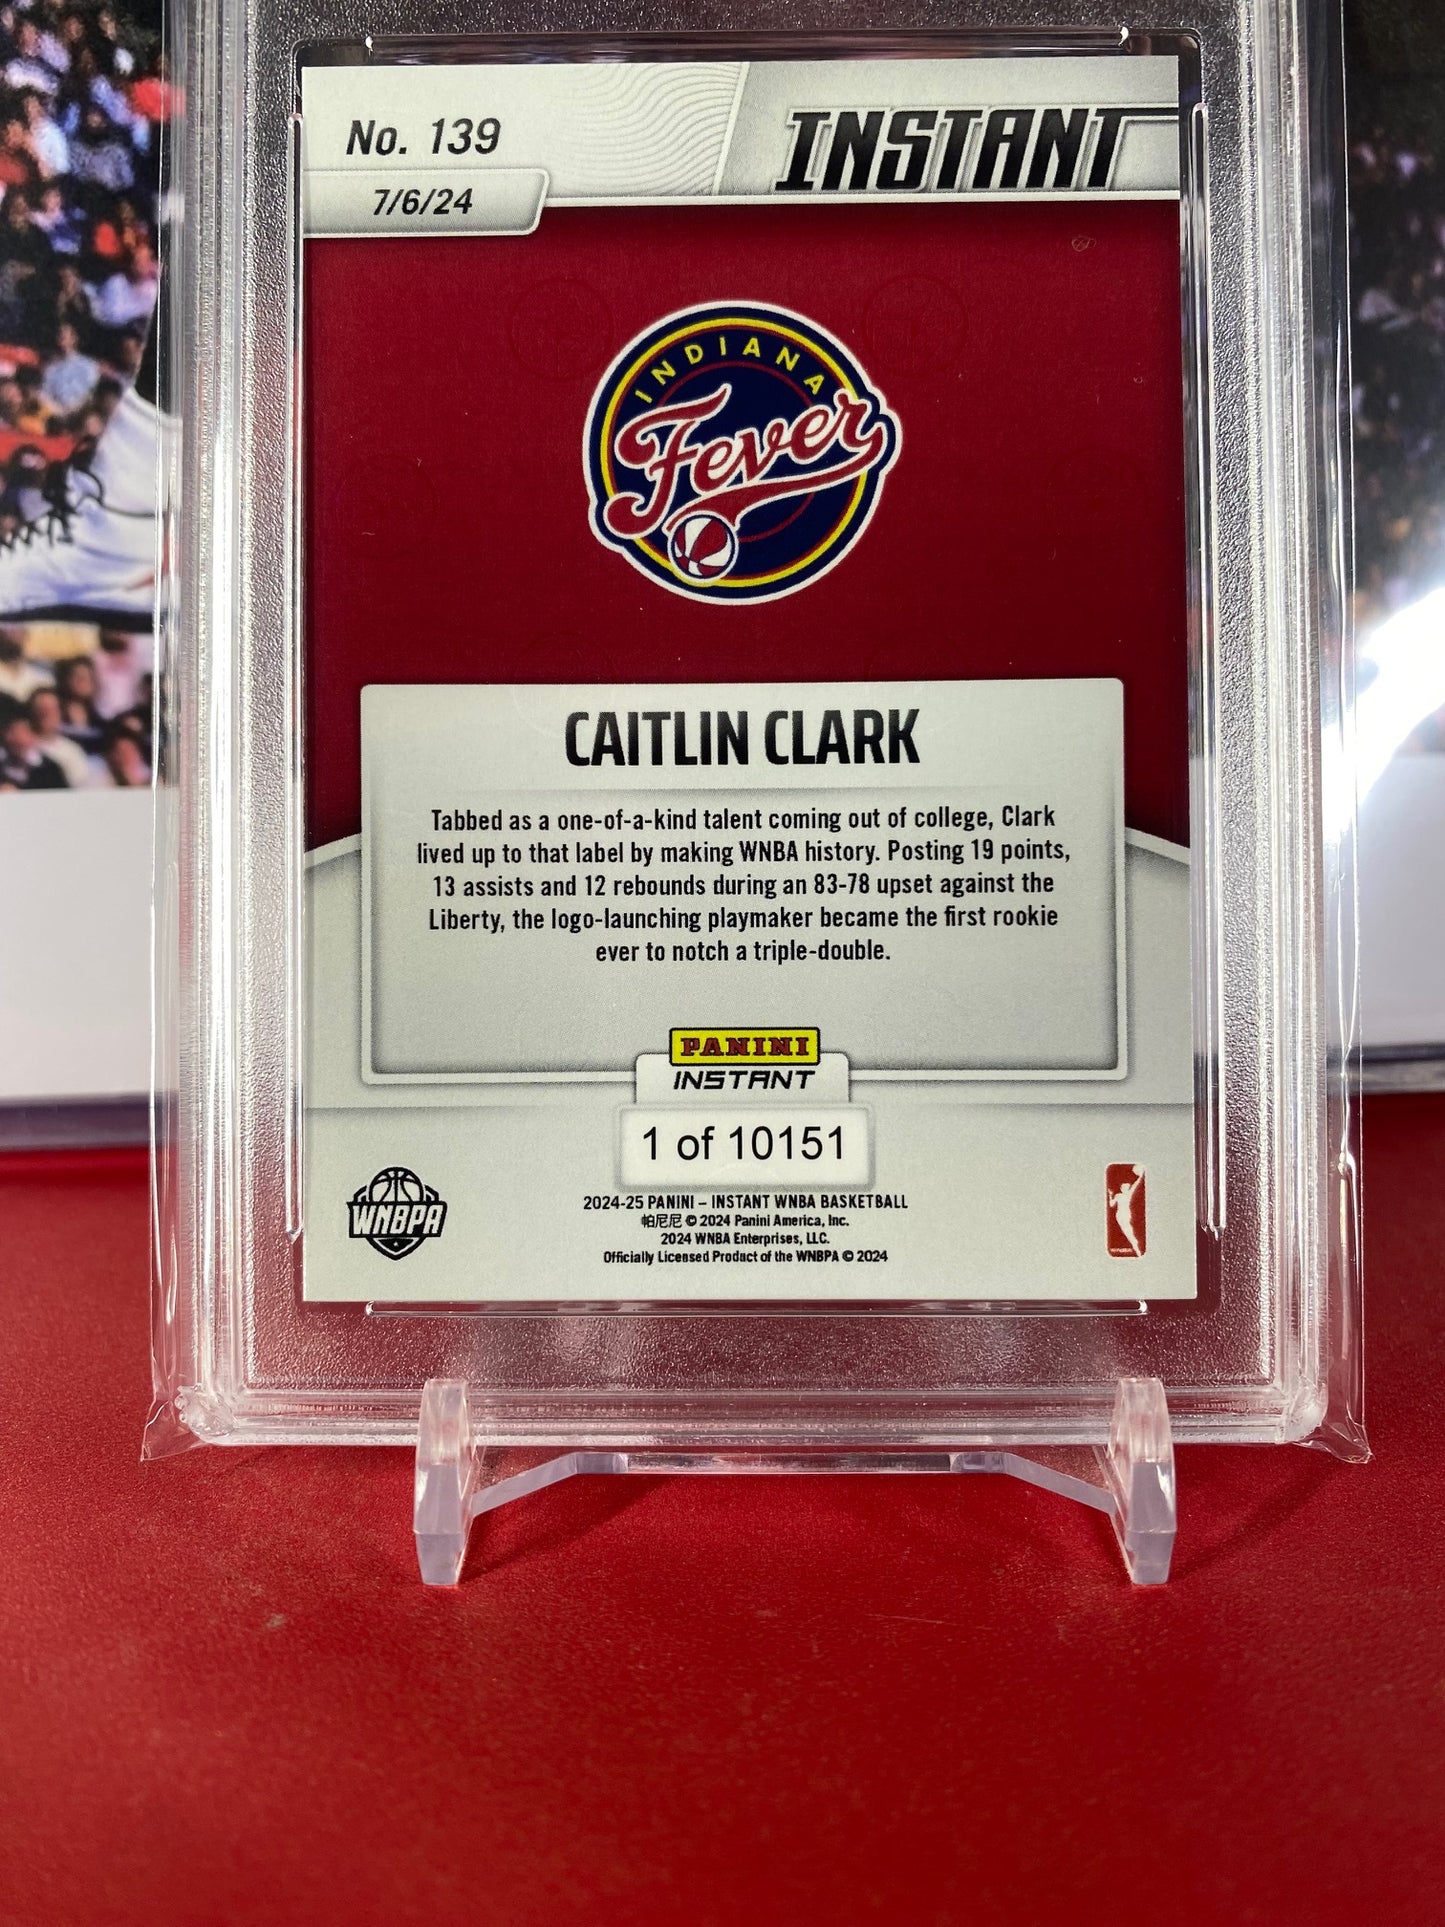 No. 139
INSTANT
7/6/24
INDIANA
Fever
CAITLIN CLARK
Tabbed as a one-of-a-kind talent coming out of college, Clark
lived up to that label by making WNBA history. Posting 19 points,
13 assists and 12 rebounds during an 83-78 upset against the
Liberty, the logo-launching playmaker became the first rookie
ever to notch a triple-double.
PANINI
INSTANT
1 of 10151
WNBPA
2024-25 PANINI – INSTANT WNBA BASKETBALL
帕尼尼 © 2024 Panini America, Inc.
2024 WNBA Enterprises, LLC.
Officially Licensed Product of the WNBPA © 2024
WNBA